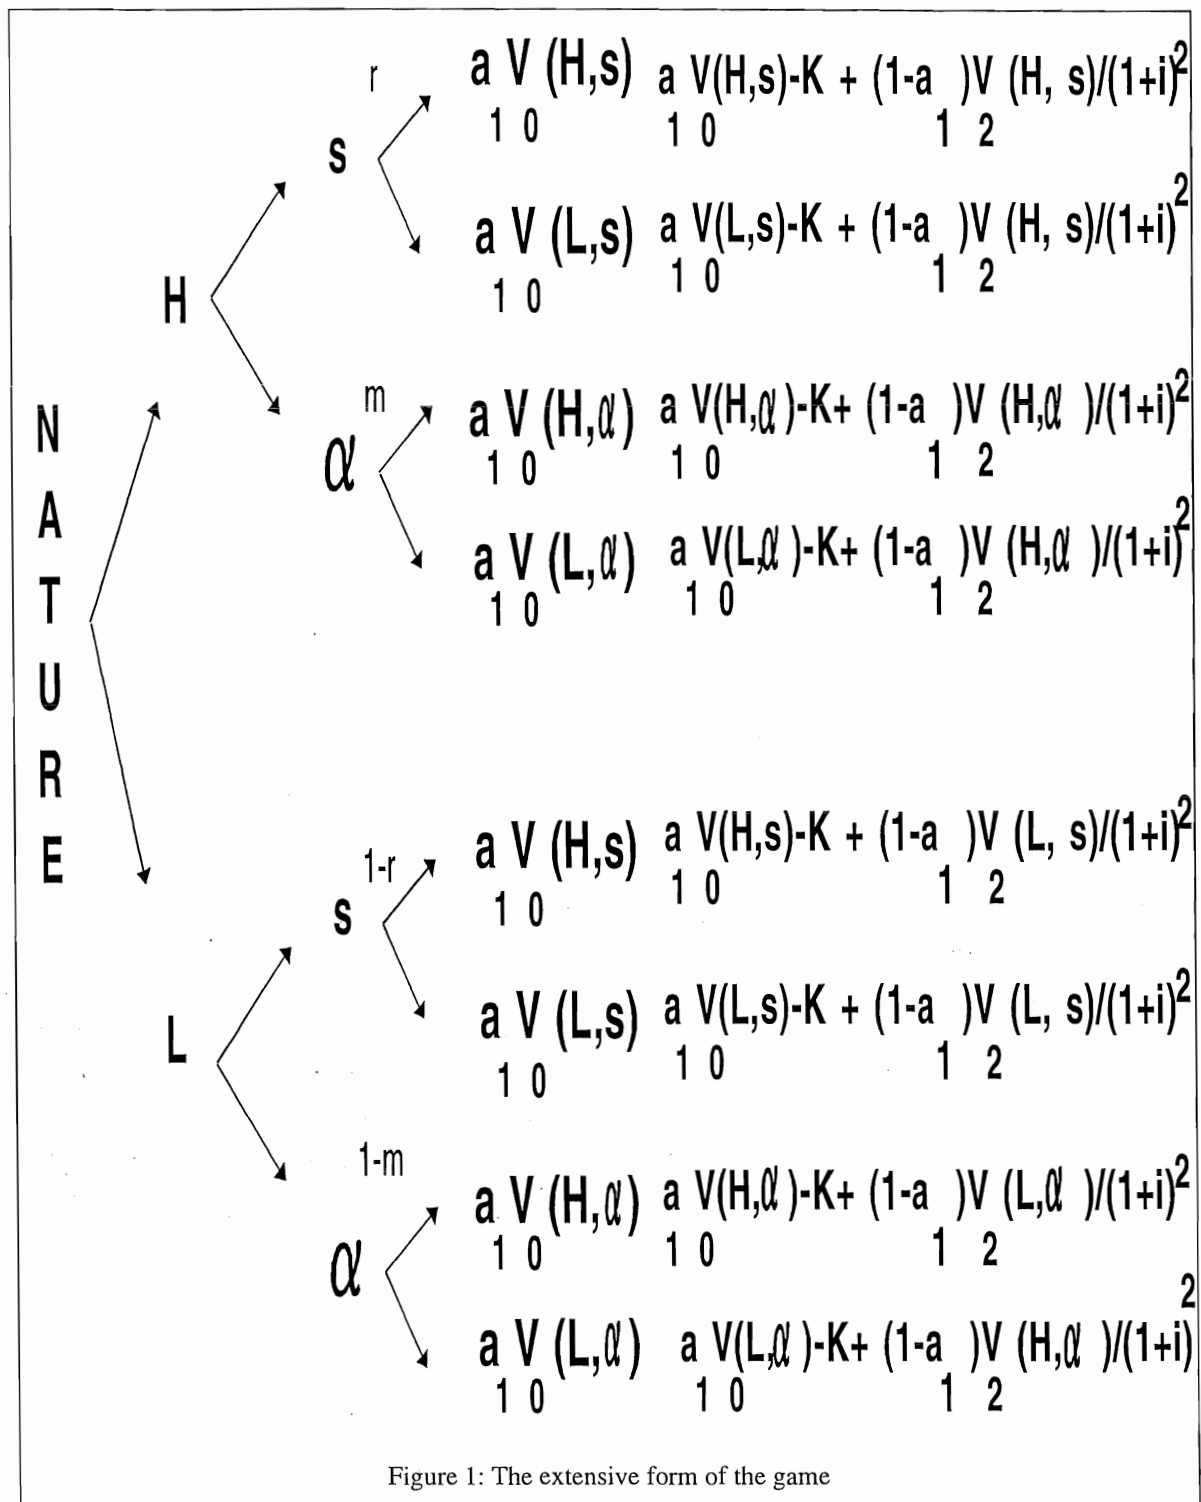 r
a V (H,s) a V(H,s)-K + (1-a )V (H, s)/(1+i)2
1 0 1 0 1 2
s
a V (L,s) a V(L,s)-K + (1-a )V (H, s)/(1+i)2
1 0 1 0 1 2
H
m
a V (H,α) a V(H,α)-K+ (1-a )V (H,α )/(1+i)2
1 0 1 0 1 2
α
a V (L,α) a V(L,α)-K+ (1-a )V (H,α )/(1+i)2
1 0 1 0 1 2
N
A
T
U
R
E
1-r
a V (H,s) a V(H,s)-K + (1-a )V (L, s)/(1+i)2
1 0 1 0 1 2
s
a V (L,s) a V(L,s)-K + (1-a )V (L, s)/(1+i)2
1 0 1 0 1 2
L
1-m
a V (H,α) a V(H,α)-K+ (1-a )V (L,α )/(1+i)2
1 0 1 0 1 2
α
a V (L,α) a V(L,α)-K+ (1-a )V (H,α )/(1+i)2
1 0 1 0 1 2
Figure 1: The extensive form of the game